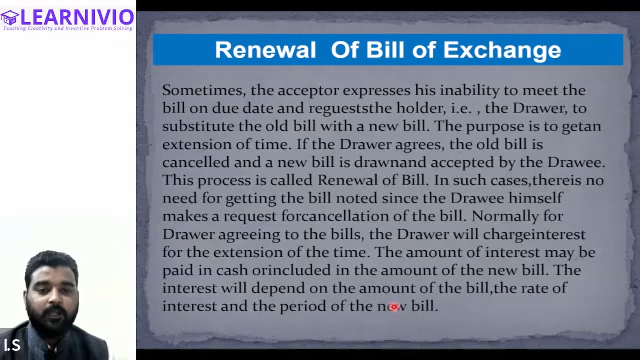 LEARNIVIO
Teaching Creativity and Inventive Problem Solving
Renewal Of Bill of Exchange
Sometimes, the acceptor expresses his inability to meet the
bill on due date and regueststhe holder, i.e. , the Drawer, to
substitute the old bill with a new bill. The purpose is to getan
extension of time. If the Drawer agrees, the old bill is
cancelled and a new bill is drawnand accepted by the Drawee.
This process is called Renewal of Bill. In such cases,thereis no
need for getting the bill noted since the Drawee himself
makes a request forcancellation of the bill. Normally for
Drawer agreeing to the bills, the Drawer will chargeinterest
for the extension of the time. The amount of interest may be
paid in cash orincluded in the amount of the new bill. The
interest will depend on the amount of the bill,the rate of
interest and the period of the new bill.
I.S